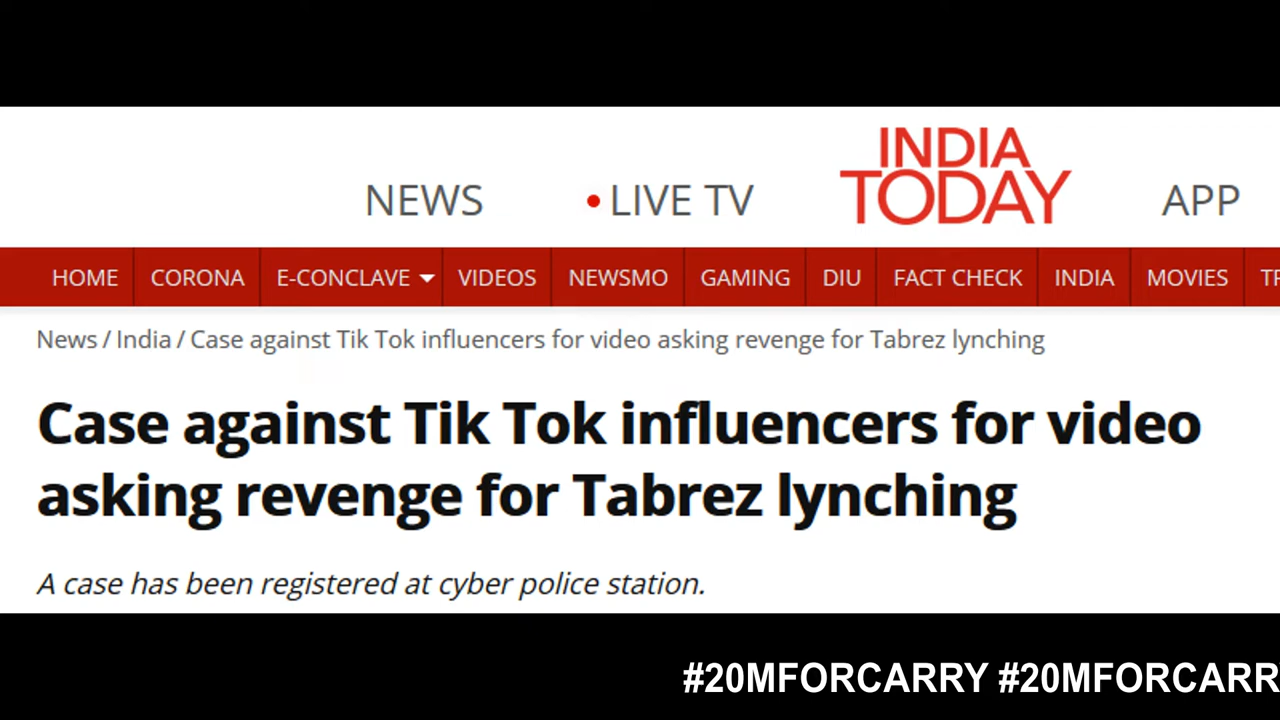 NEWS
• LIVE TV
INDIA
TODAY
APP
HOME CORONA E-CONCLAVE VIDEOS NEWSMO GAMING DIU FACT CHECK INDIA MOVIES
News / India / Case against Tik Tok influencers for video asking revenge for Tabrez lynching
Case against Tik Tok influencers for video
asking revenge for Tabrez lynching
A case has been registered at cyber police station.
#20MFORCARRY #20MFORCARR